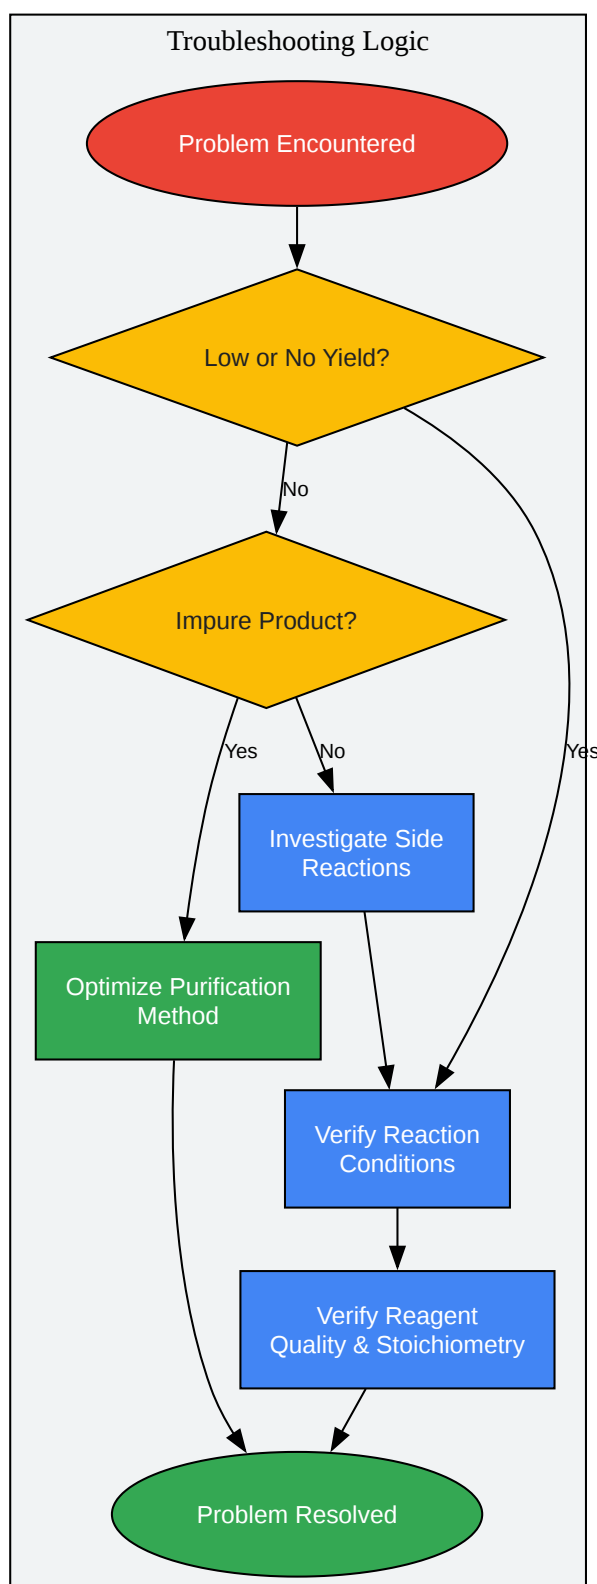 Troubleshooting Logic
Problem Encountered
Low or No Yield?
No
Impure Product?
Yes
No
Yes
Investigate Side
Reactions
Optimize Purification
Method
Verify Reaction
Conditions
Verify Reagent
Quality & Stoichiometry
Problem Resolved